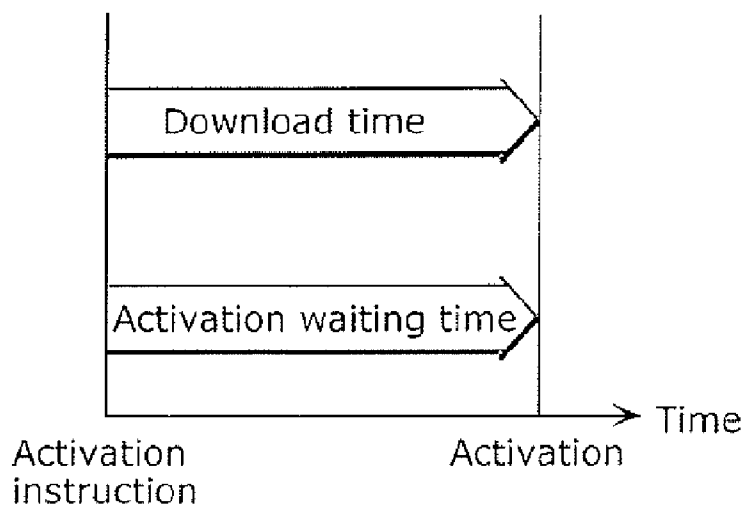 Download time
Activation waiting time
Time
Activation
instruction
Activation